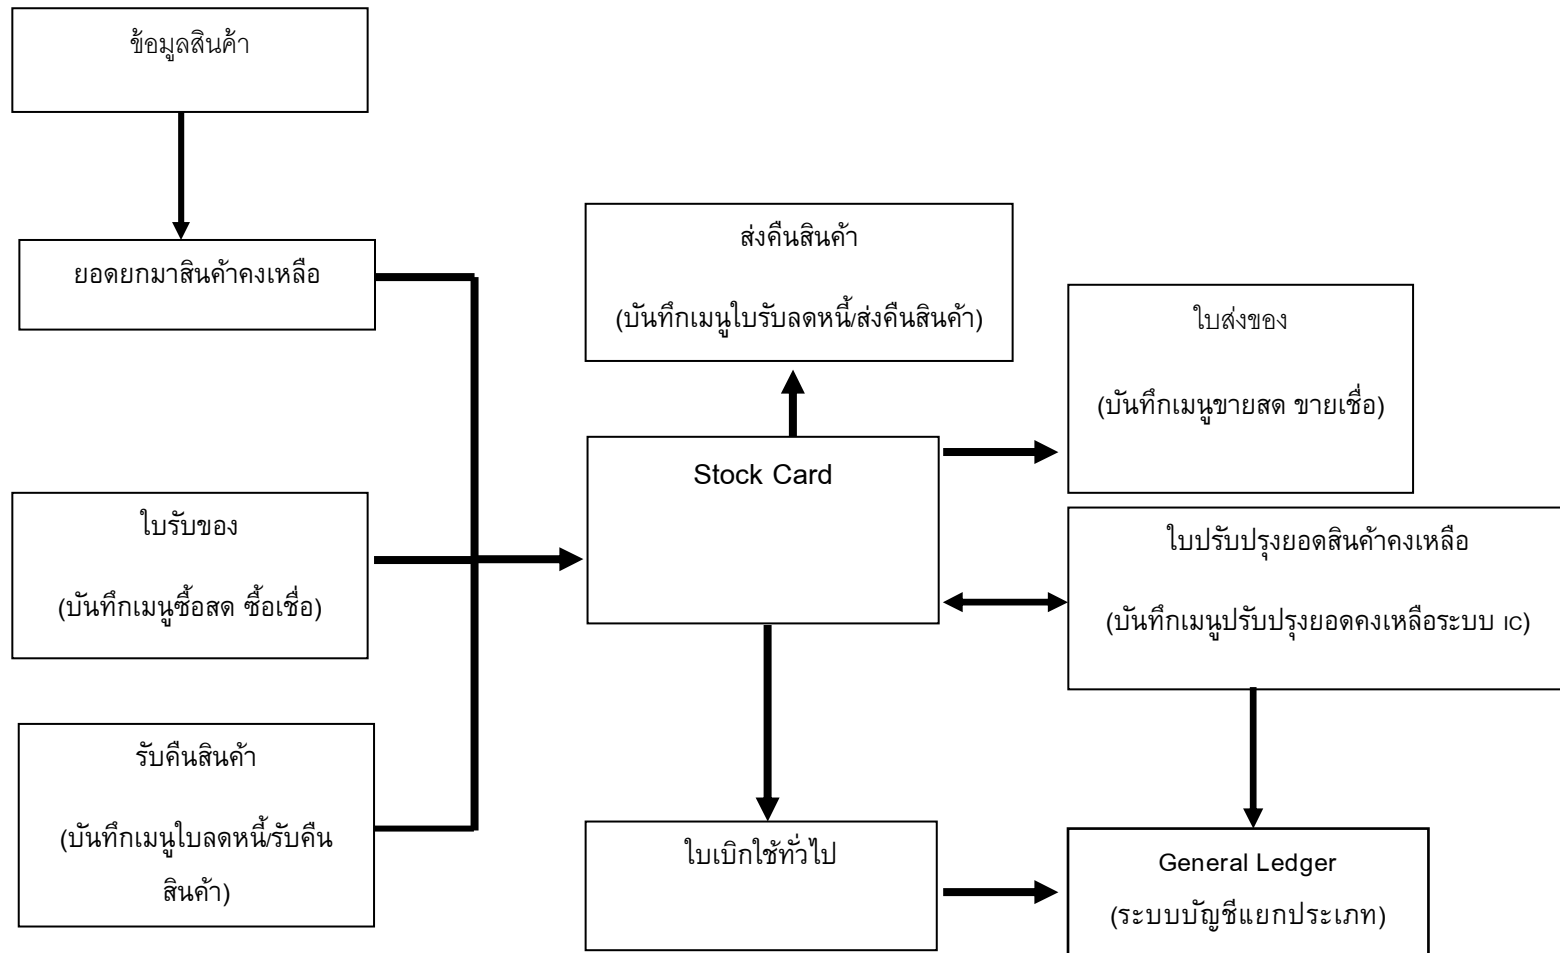 ข้อมูลสินค้า
ยอดยกมาสินค้าคงเหลือ
ส่งคืนสินค้า
(บันทึกเมนูใบรับลดหนี้/ส่งคืนสินค้า)
ใบส่งของ
(บันทึกเมนูขายสด ขายเชื่อ)
Stock Card
ใบรับของ
(บันทึกเมนูซื้อสด ซื้อเชื่อ)
ใบปรับปรุงยอดสินค้าคงเหลือ
(บันทึกเมนูปรับปรุงยอดคงเหลือระบบ IC)
รับคืนสินค้า
(บันทึกเมนูใบลดหนี้/รับคืน
สินค้า)
ใบเบิกใช้ทั่วไป
General Ledger
(ระบบบัญชีแยกประเภท)